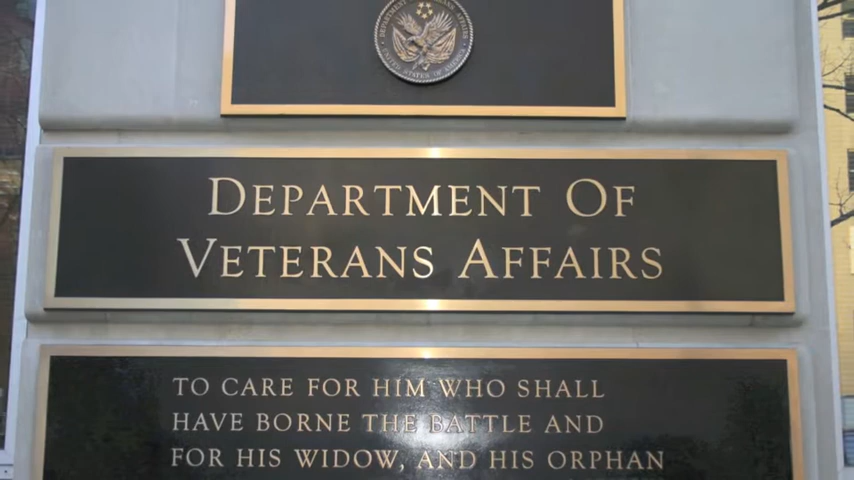 DEPARTMENT OF
VETERANS AFFAIRS
TO CARE FOR HIM WHO SHALL
HAVE BORNE THE BATTLE AND
FOR HIS WIDOW, AND HIS ORPHAN